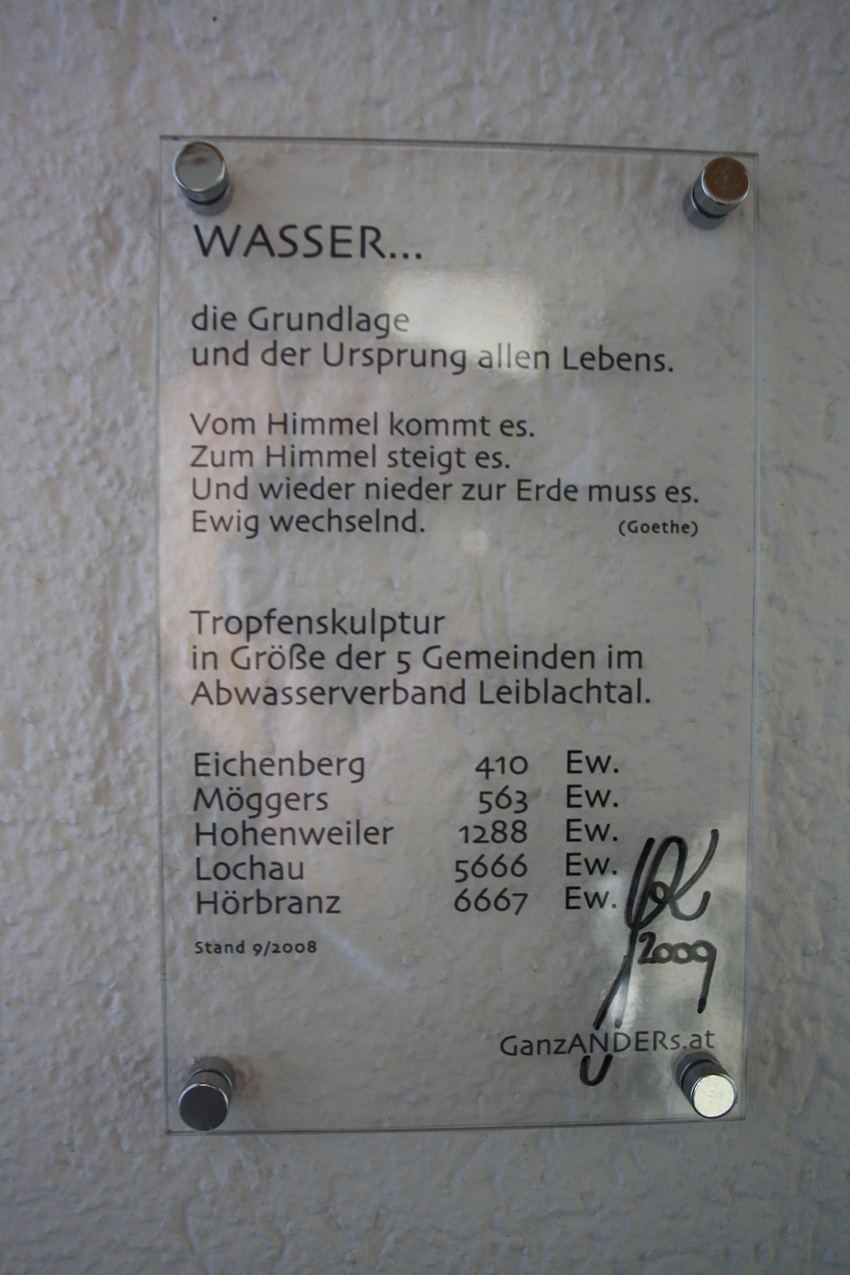 WASSER...
die Grundlage
und der Ursprung allen Lebens.
Vom Himmel kommt es.
Zum Himmel steigt es.
Und wieder nieder zur Erde muss es.
Ewig wechselnd. (Goethe)
Tropfenskulptur
in Größe der 5 Gemeinden im
Abwasserverband Leiblachtal.
Eichenberg 410 Ew.
Möggers 563 Ew.
Hohenweiler 1288 Ew.
Lochau 5666 Ew.
Hörbranz 6667 Ew.
Stand 9/2008
2009
GanzANDERs.at